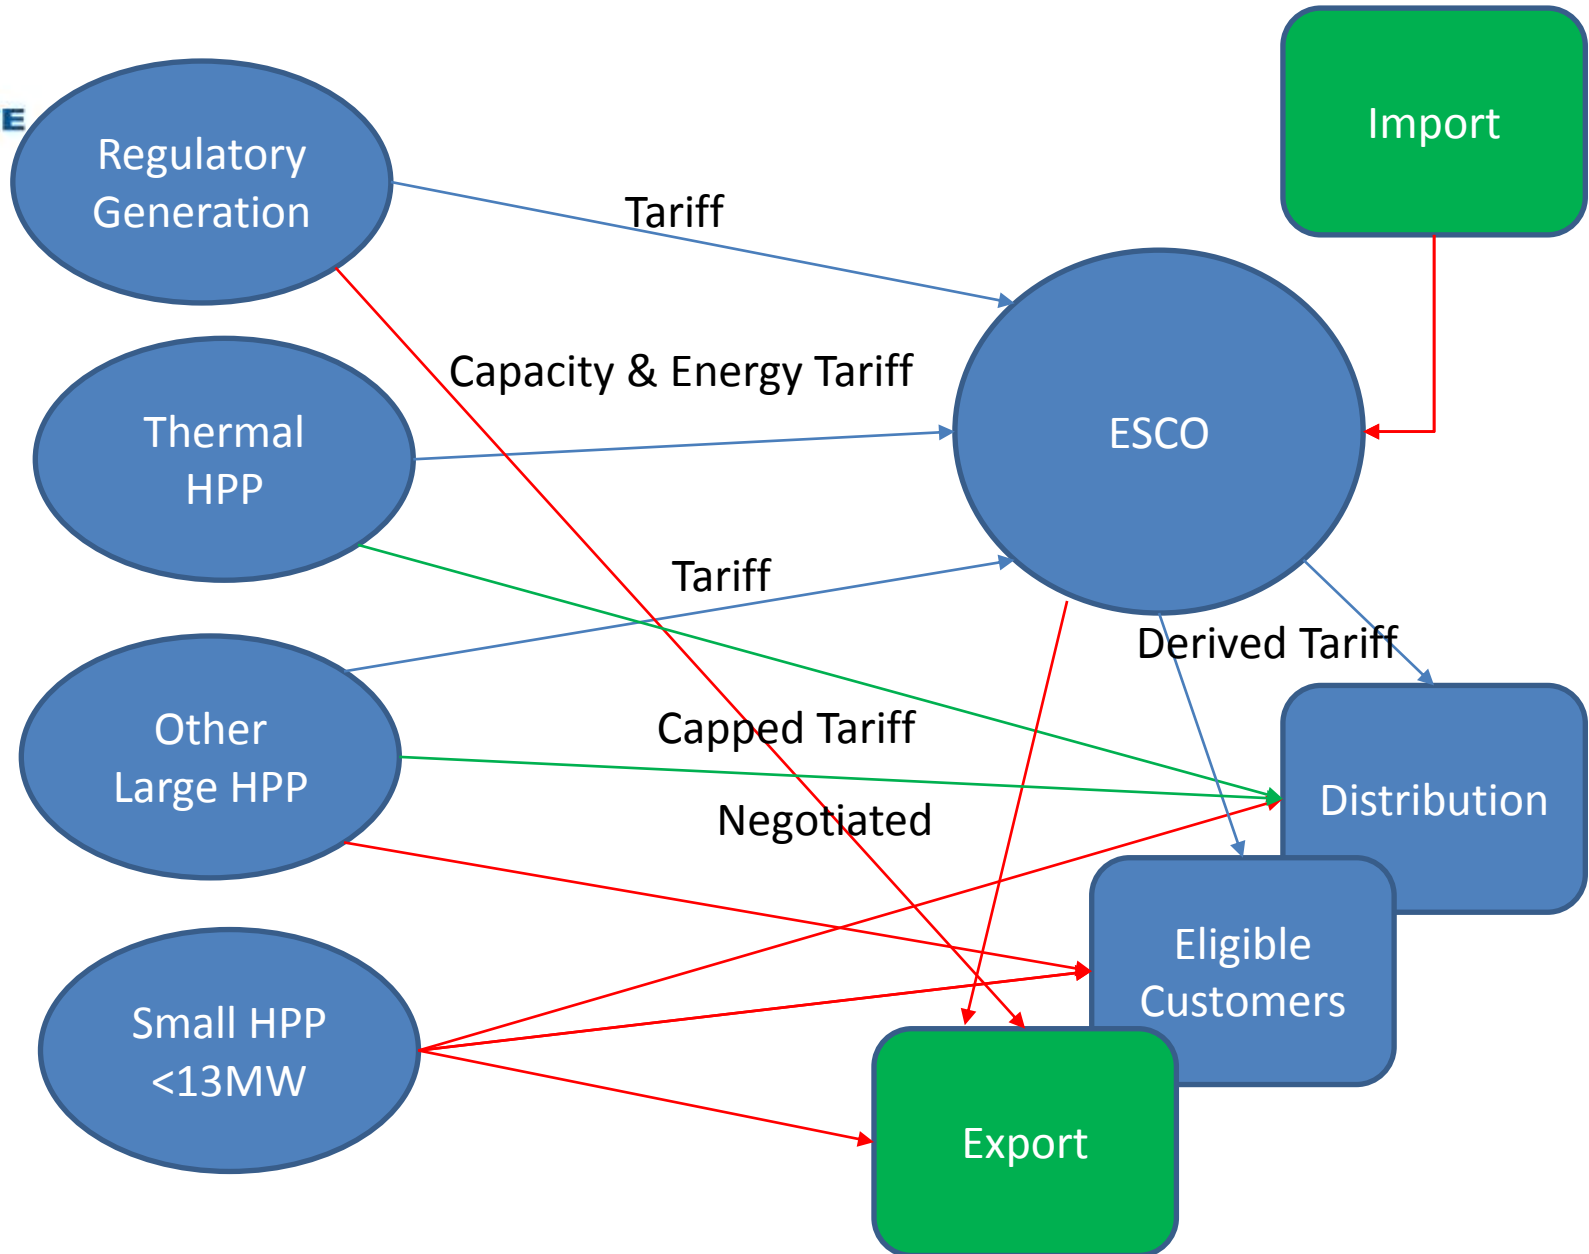 E
Regulatory
Generation
Import
Tariff
Capacity & Energy Tariff
Thermal
HPP
ESCO
Tariff
Derived Tariff
Other
Large HPP
Capped Tariff
Distribution
Negotiated
Eligible
Customers
Small HPP
<13MW
Export